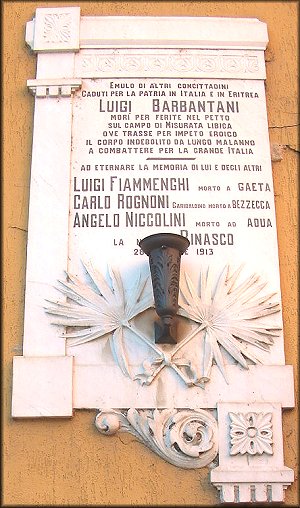 EMULO DI ALTRI CONCITTADINI
CADUTI PER LA PATRIA IN ITALIA E IN ERITREA
LUIGI BARBANTANI
MORÌ PER FERITE NEL PETTO
SUL CAMPO DI MISURATA LIBICA
OVE TRASSE PER IMPETO EROICO
IL CORPO INDEBOLITO DA LUNGO MALANNO
A COMBATTERE PER LA GRANDE ITALIA
AD ETERNARE LA MEMORIA DI LUI E DEGLI ALTRI
LUIGI FIAMMENGHI MORTO A GAETA
CARLO ROGNONI GARIBALDINO MORTO A BEZZECCA
ANGELO NICCOLINI MORTO AD ADUA
LA BINASCO
20 1913